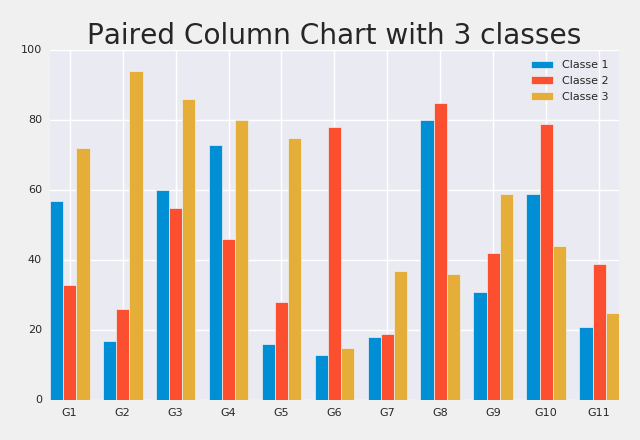 Paired Column Chart with 3 classes
Classe 1
Classe 2
Classe 3
100
80
60
40
20
0
G1 G2 G3 G4 G5 G6 G7 G8 G9 G10 G11